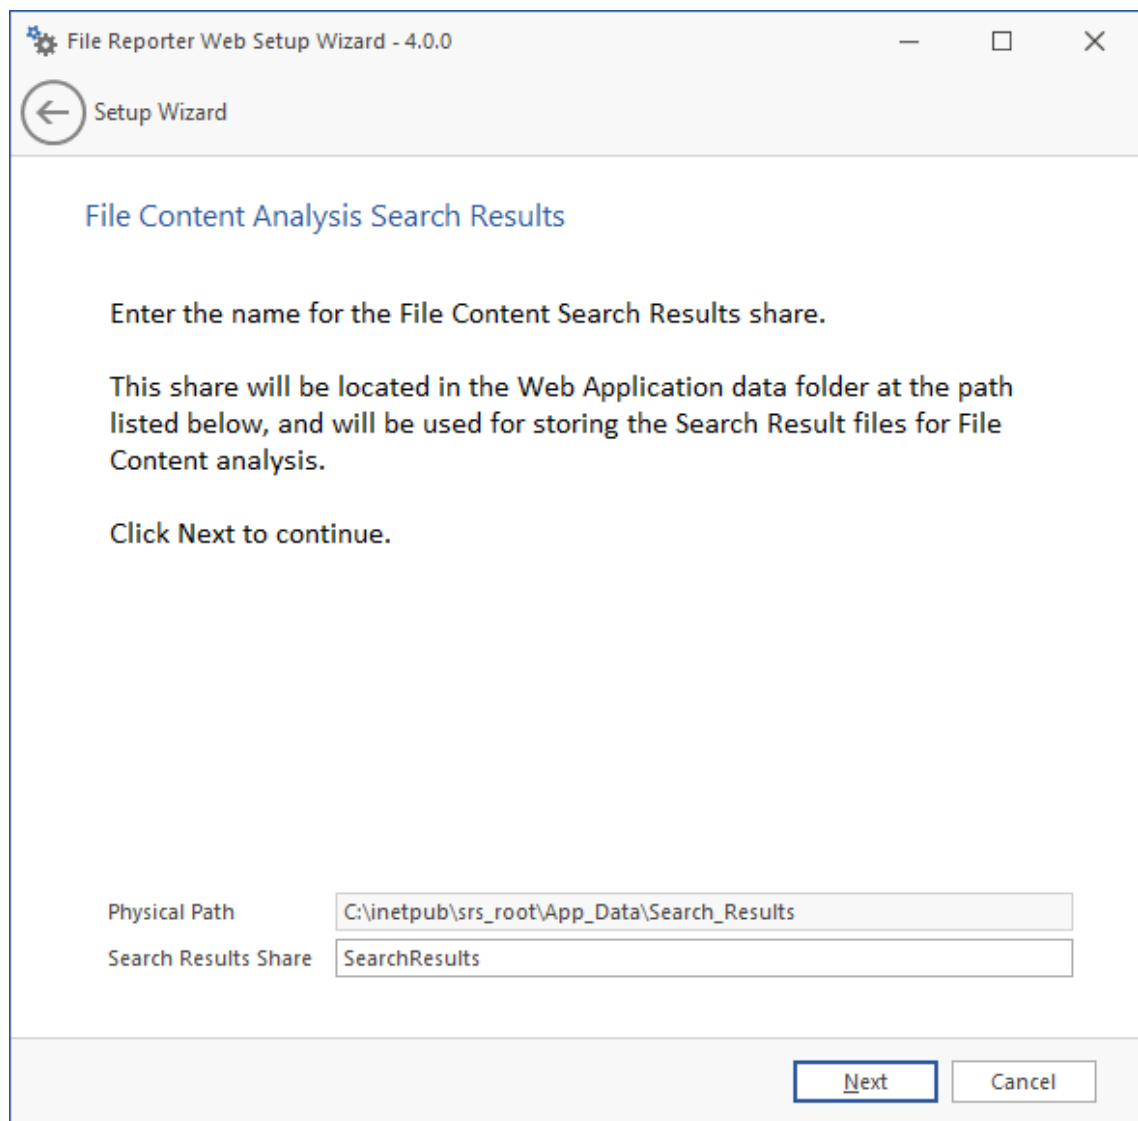 File Reporter Web Setup Wizard - 4.0.0
Setup Wizard
File Content Analysis Search Results
Enter the name for the File Content Search Results share.
This share will be located in the Web Application data folder at the path
listed below, and will be used for storing the Search Result files for File
Content analysis.
Click Next to continue.
Physical Path C:\inetpub\srs_root\App_Data\Search_Results
Search Results Share SearchResults
Next Cancel